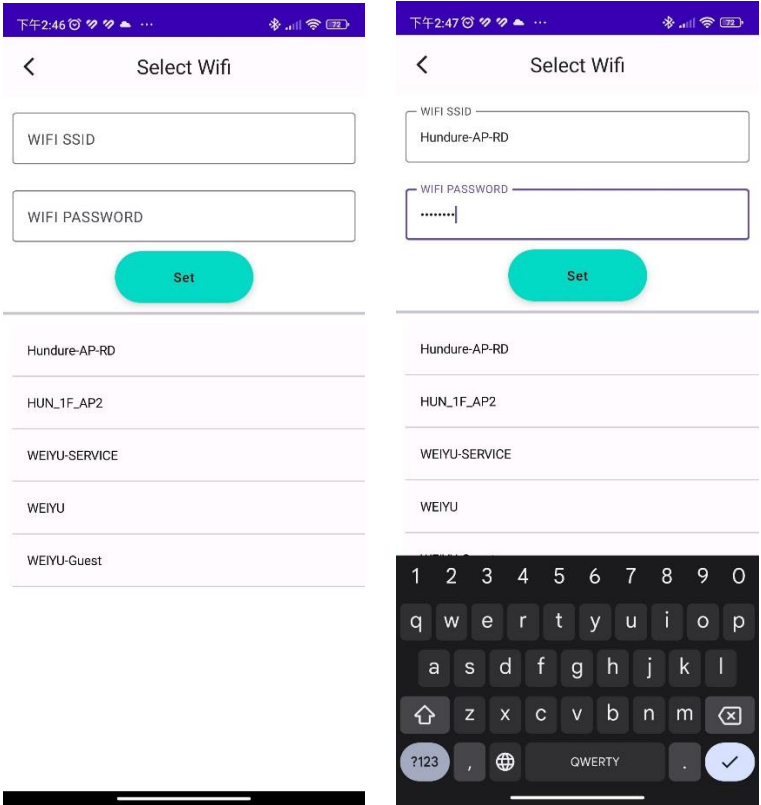 下午2:46 ... 72
Select Wifi
WIFI SSID
WIFI PASSWORD
Set
Hundure-AP-RD
HUN_1F_AP2
WEIYU-SERVICE
WEIYU
WEIYU-Guest
下午2:47 ... 72
Select Wifi
WIFI SSID
Hundure-AP-RD
WIFI PASSWORD
••••••••
Set
Hundure-AP-RD
HUN_1F_AP2
WEIYU-SERVICE
WEIYU
1 2 3 4 5 6 7 8 9 0
q w e r t y u i o p
a s d f g h j k l
z x c v b n m
?123 , QWERTY .